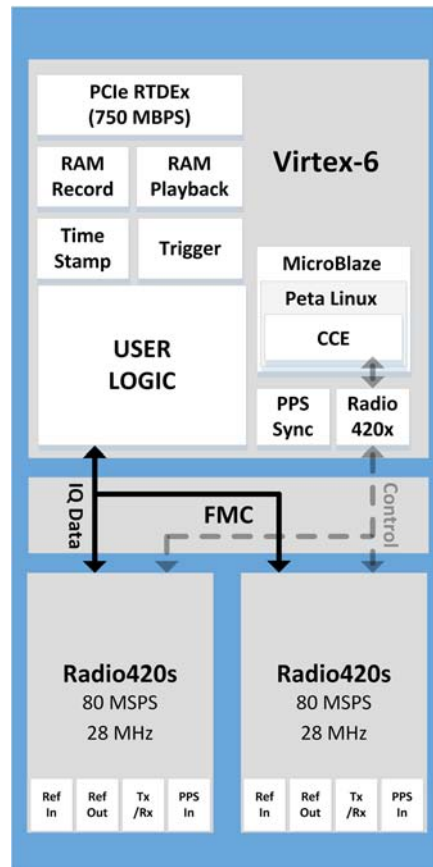 PCIe RTDEx
(750 MBPS)
Virtex-6
RAM
Record
RAM
Playback
Time
Stamp
Trigger
MicroBlaze
Peta Linux
CCE
USER
LOGIC
PPS
Sync
Radio
420x
IQ Data
FMC
Control
Radio420s
80 MSPS
28 MHz
Ref
In
Ref
Out
Tx
/Rx
PPS
In
Radio420s
80 MSPS
28 MHz
Ref
In
Ref
Out
Tx
/Rx
PPS
In